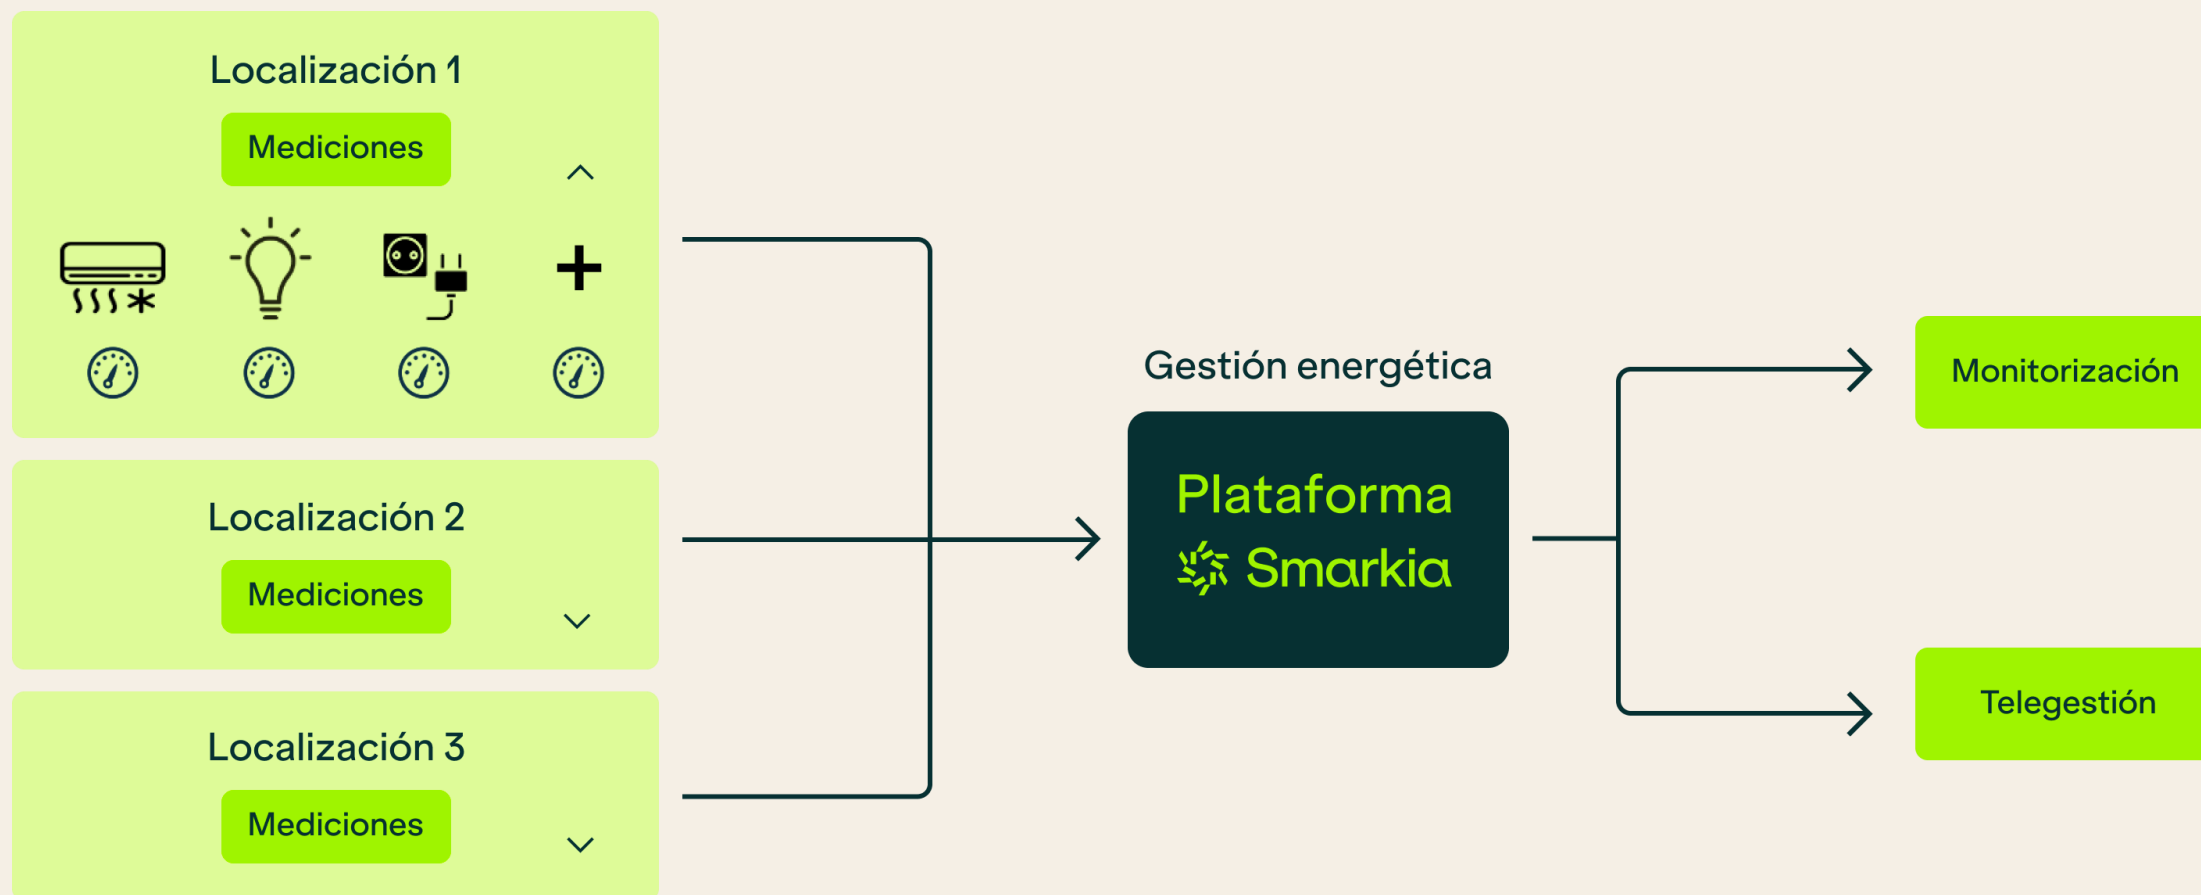 Localización 1
Mediciones
Localización 2
Mediciones
Localización 3
Mediciones
Gestión energética
Plataforma
Smarkia
Monitorización
Telegestión